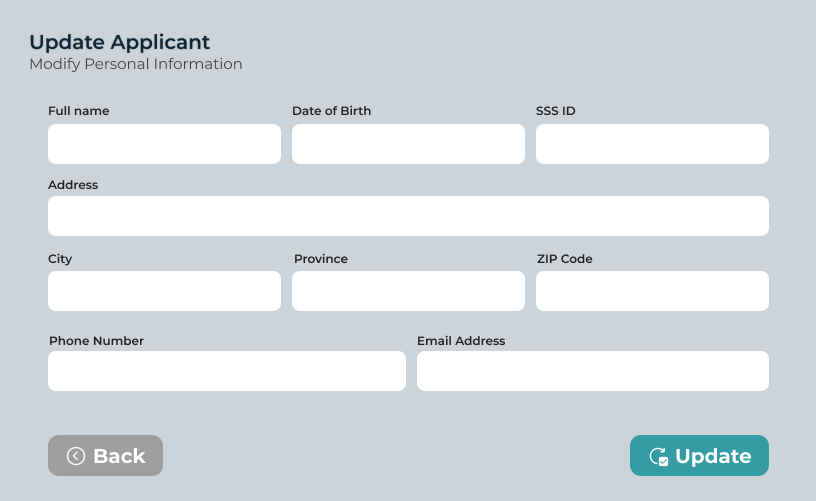 Update Applicant
Modify Personal Information
Full name Date of Birth SSS ID
Address
City Province ZIP Code
Phone Number Email Address
Back Update